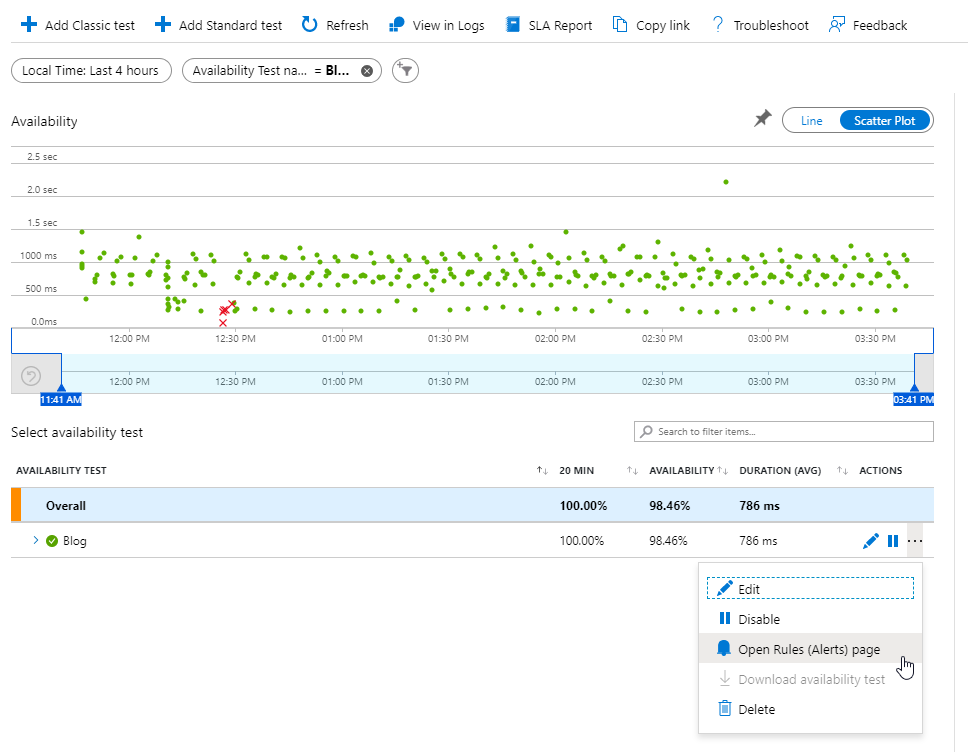 Add Classic test Add Standard test Refresh View in Logs SLA Report Copy link Troubleshoot Feedback
Local Time: Last 4 hours Availability Test na... = Bl...
Availability Line Scatter Plot
2.5 sec
2.0 sec
1.5 sec
1000 ms
500 ms
0.0ms
12:00 PM 12:30 PM 01:00 PM 01:30 PM 02:00 PM 02:30 PM 03:00 PM 03:30 PM
12:00 PM 12:30 PM 01:00 PM 01:30 PM 02:00 PM 02:30 PM 03:00 PM 03:30 PM
11:41 AM 03:41 PM
Select availability test Search to filter items...
AVAILABILITY TEST 20 MIN AVAILABILITY DURATION (AVG) ACTIONS
Overall 100.00% 98.46% 786 ms
Blog 100.00% 98.46% 786 ms
Edit
Disable
Open Rules (Alerts) page
Download availability test
Delete